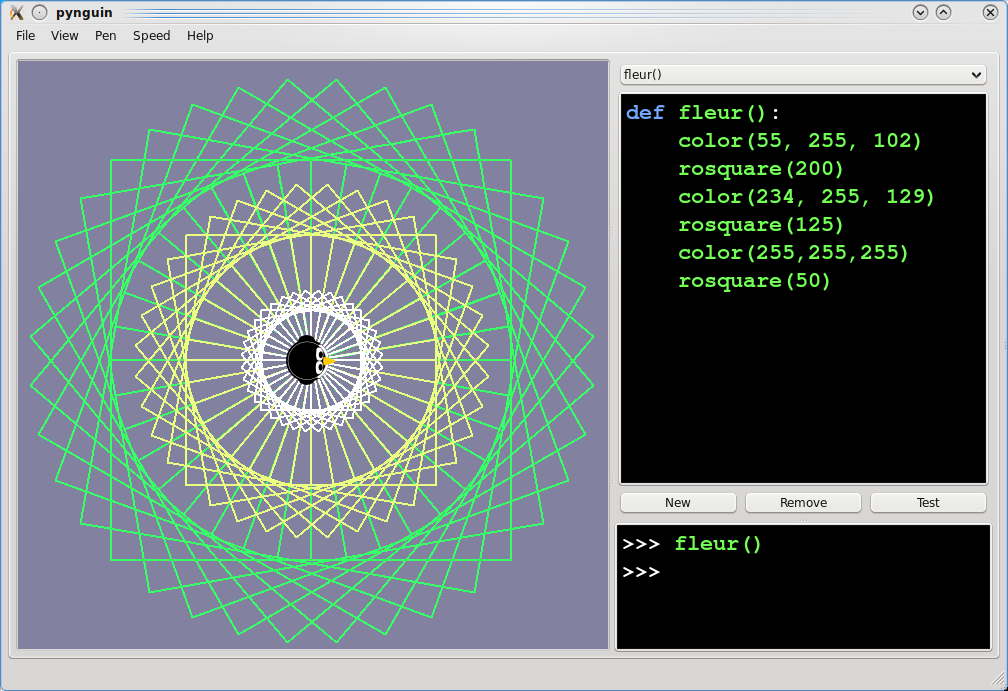 pynguin
File View Pen Speed Help
fleur()
def fleur():
    color(55, 255, 102)
    rosquare(200)
    color(234, 255, 129)
    rosquare(125)
    color(255,255,255)
    rosquare(50)
New Remove Test
>>> fleur()
>>>